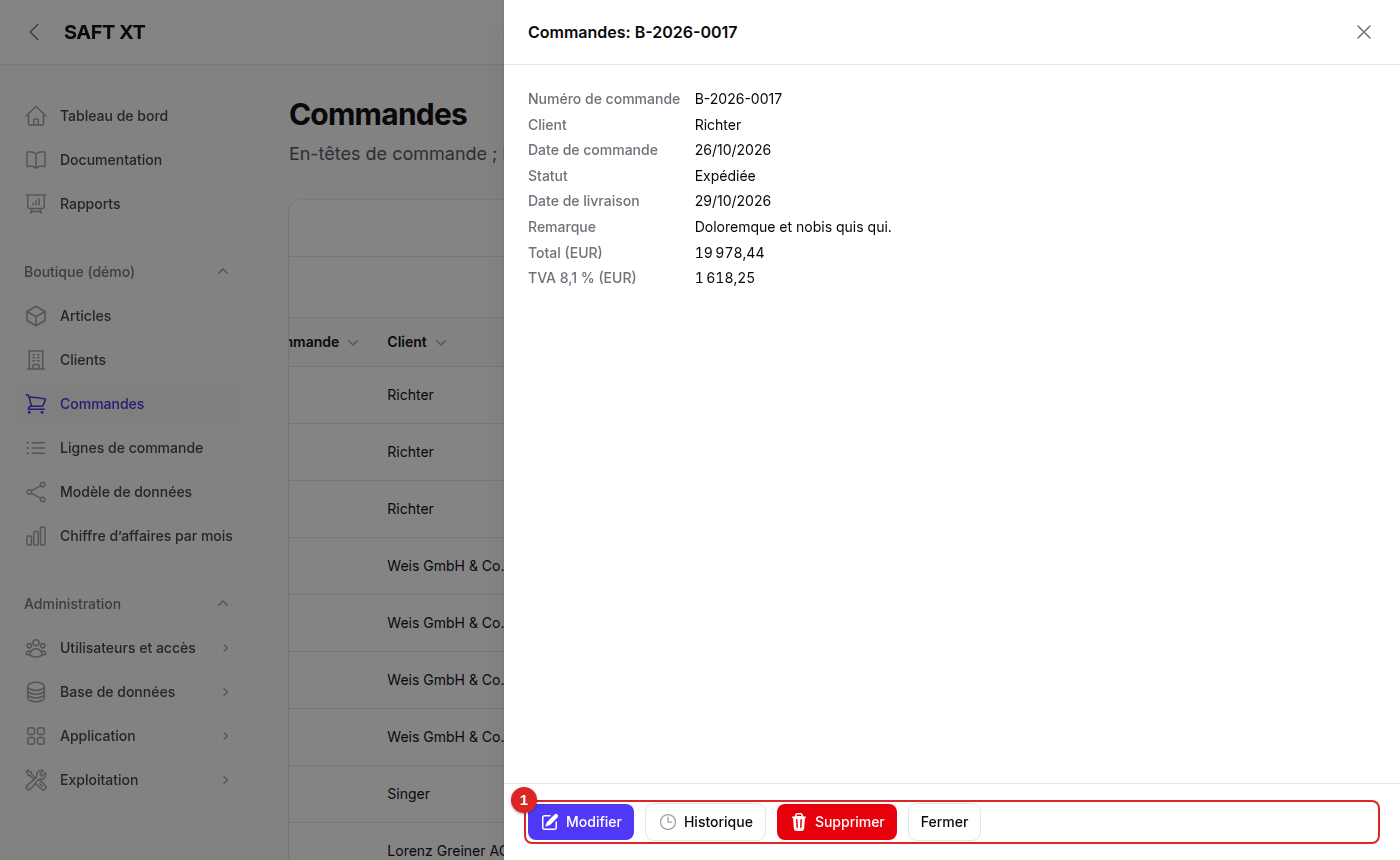 SAFT XT
Tableau de bord
Documentation
Rapports
Boutique (démo)
Articles
Clients
Commandes
Lignes de commande
Modèle de données
Chiffre d’affaires par mois
Administration
Utilisateurs et accès
Base de données
Application
Exploitation
Commandes
En-têtes de commande ;
mmande
Client
Richter
Richter
Richter
Weis GmbH & Co.
Weis GmbH & Co.
Weis GmbH & Co.
Weis GmbH & Co.
Singer
Lorenz Greiner AG
Commandes: B-2026-0017
Numéro de commande B-2026-0017
Client Richter
Date de commande 26/10/2026
Statut Expédiée
Date de livraison 29/10/2026
Remarque Doloremque et nobis quis qui.
Total (EUR) 19 978,44
TVA 8,1 % (EUR) 1 618,25
1
Modifier Historique Supprimer Fermer